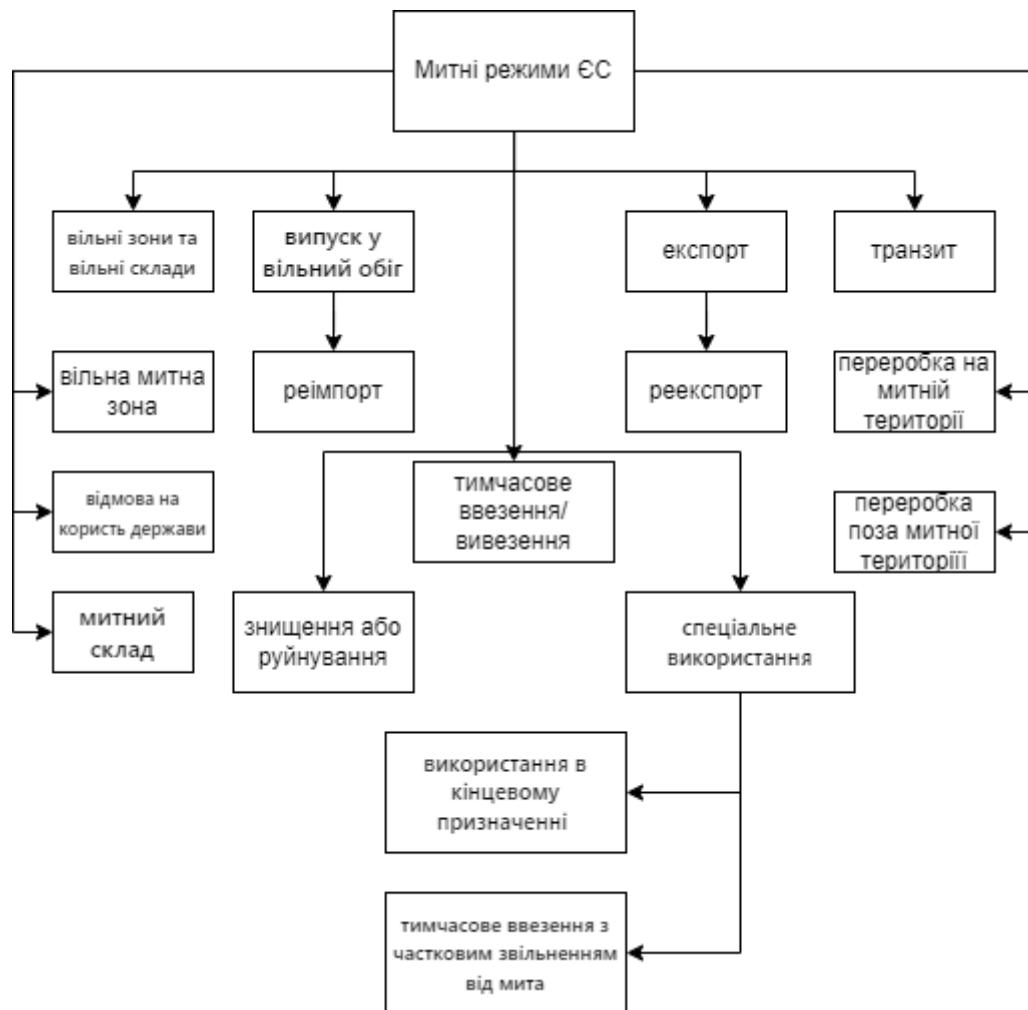 Митні режими ЄС
вільні зони та
вільні склади
випуск у
вільний обіг
експорт
транзит
вільна митна
зона
реімпорт
реекспорт
переробка на
митній
території
відмова на
користь держави
тимчасове
ввезення/
вивезення
переробка
поза митної
територіїї
митний
склад
знищення або
руйнування
спеціальне
використання
використання в
кінцевому
призначенні
тимчасове ввезення з
частковим звільненням
від мита